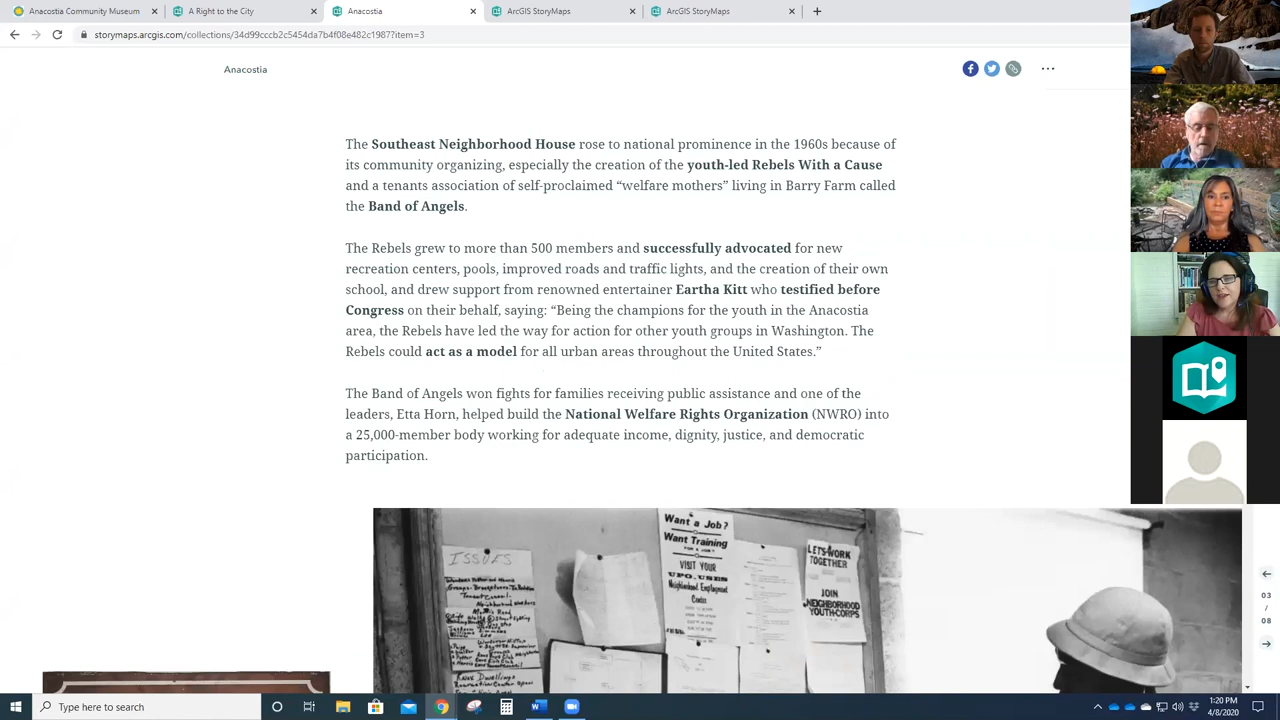 Anacostia Community Museum
A Right to the City
Anacostia
ArcGIS StoryMaps
ArcGIS StoryMaps
storymaps.arcgis.com/collections/34d99cccb2c5454da7b4f08e482c1987?item=3
Anacostia
The Southeast Neighborhood House rose to national prominence in the 1960s because of
its community organizing, especially the creation of the youth-led Rebels With a Cause
and a tenants association of self-proclaimed “welfare mothers” living in Barry Farm called
the Band of Angels.
The Rebels grew to more than 500 members and successfully advocated for new
recreation centers, pools, improved roads and traffic lights, and the creation of their own
school, and drew support from renowned entertainer Eartha Kitt who testified before
Congress on their behalf, saying: “Being the champions for the youth in the Anacostia
area, the Rebels have led the way for action for other youth groups in Washington. The
Rebels could act as a model for all urban areas throughout the United States.”
The Band of Angels won fights for families receiving public assistance and one of the
leaders, Etta Horn, helped build the National Welfare Rights Organization (NWRO) into
a 25,000-member body working for adequate income, dignity, justice, and democratic
participation.
ISSUES
Want a Job?
Want Training
FOR A JOB?
VISIT YOUR
UPO.USES
Neighborhood Employment
Center
LET'S WORK
TOGETHER
JOIN
NEIGHBORHOOD
YOUTH-CORPS
03
/
08
Type here to search
1:20 PM
4/8/2020